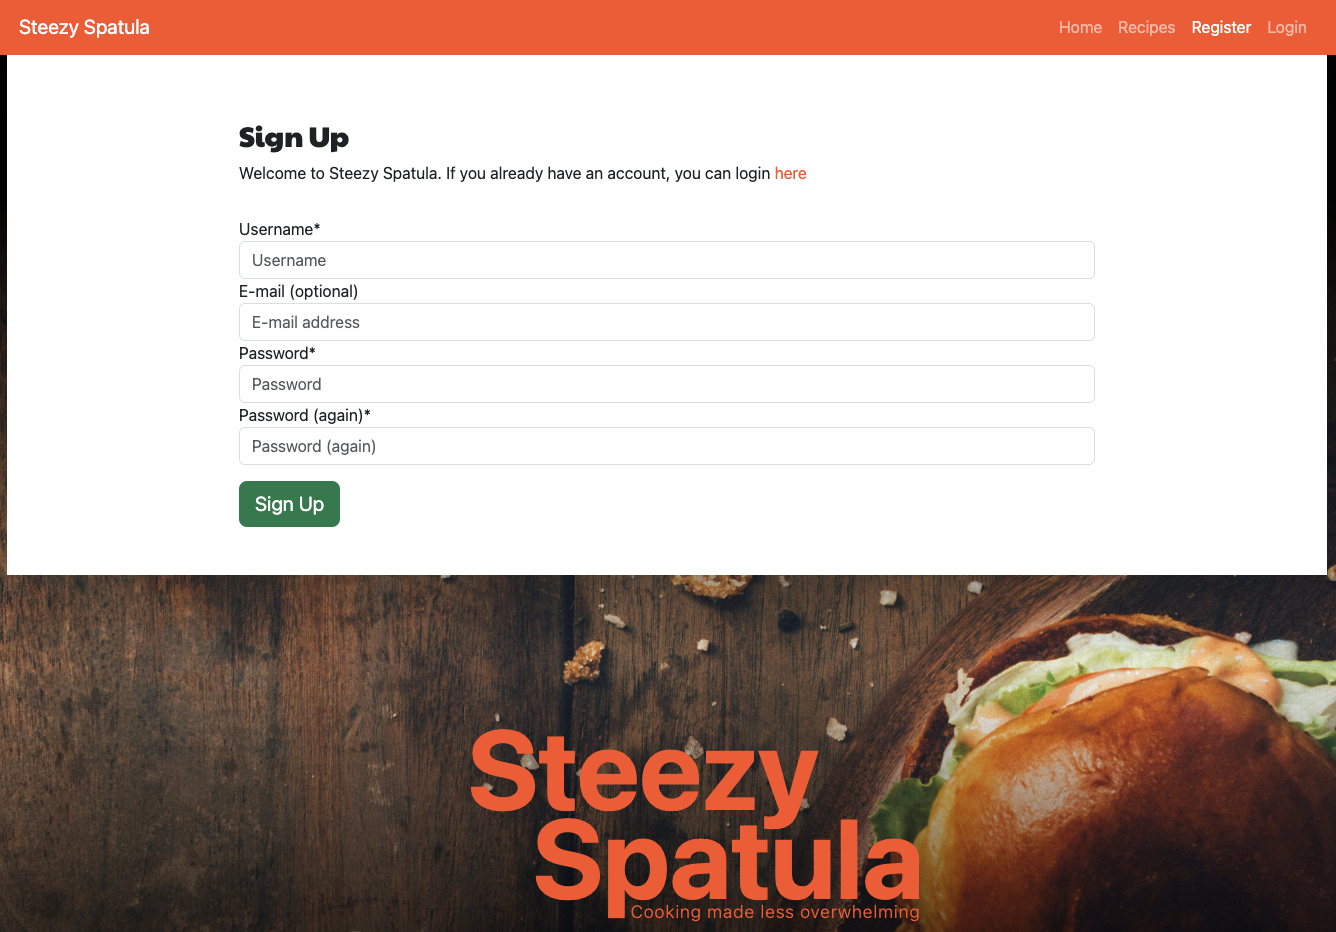 Steezy Spatula Home Recipes Register Login
Sign Up
Welcome to Steezy Spatula. If you already have an account, you can login here
Username*
Username
E-mail (optional)
E-mail address
Password*
Password
Password (again)*
Password (again)
Sign Up
Steezy
Spatula
Cooking made less overwhelming